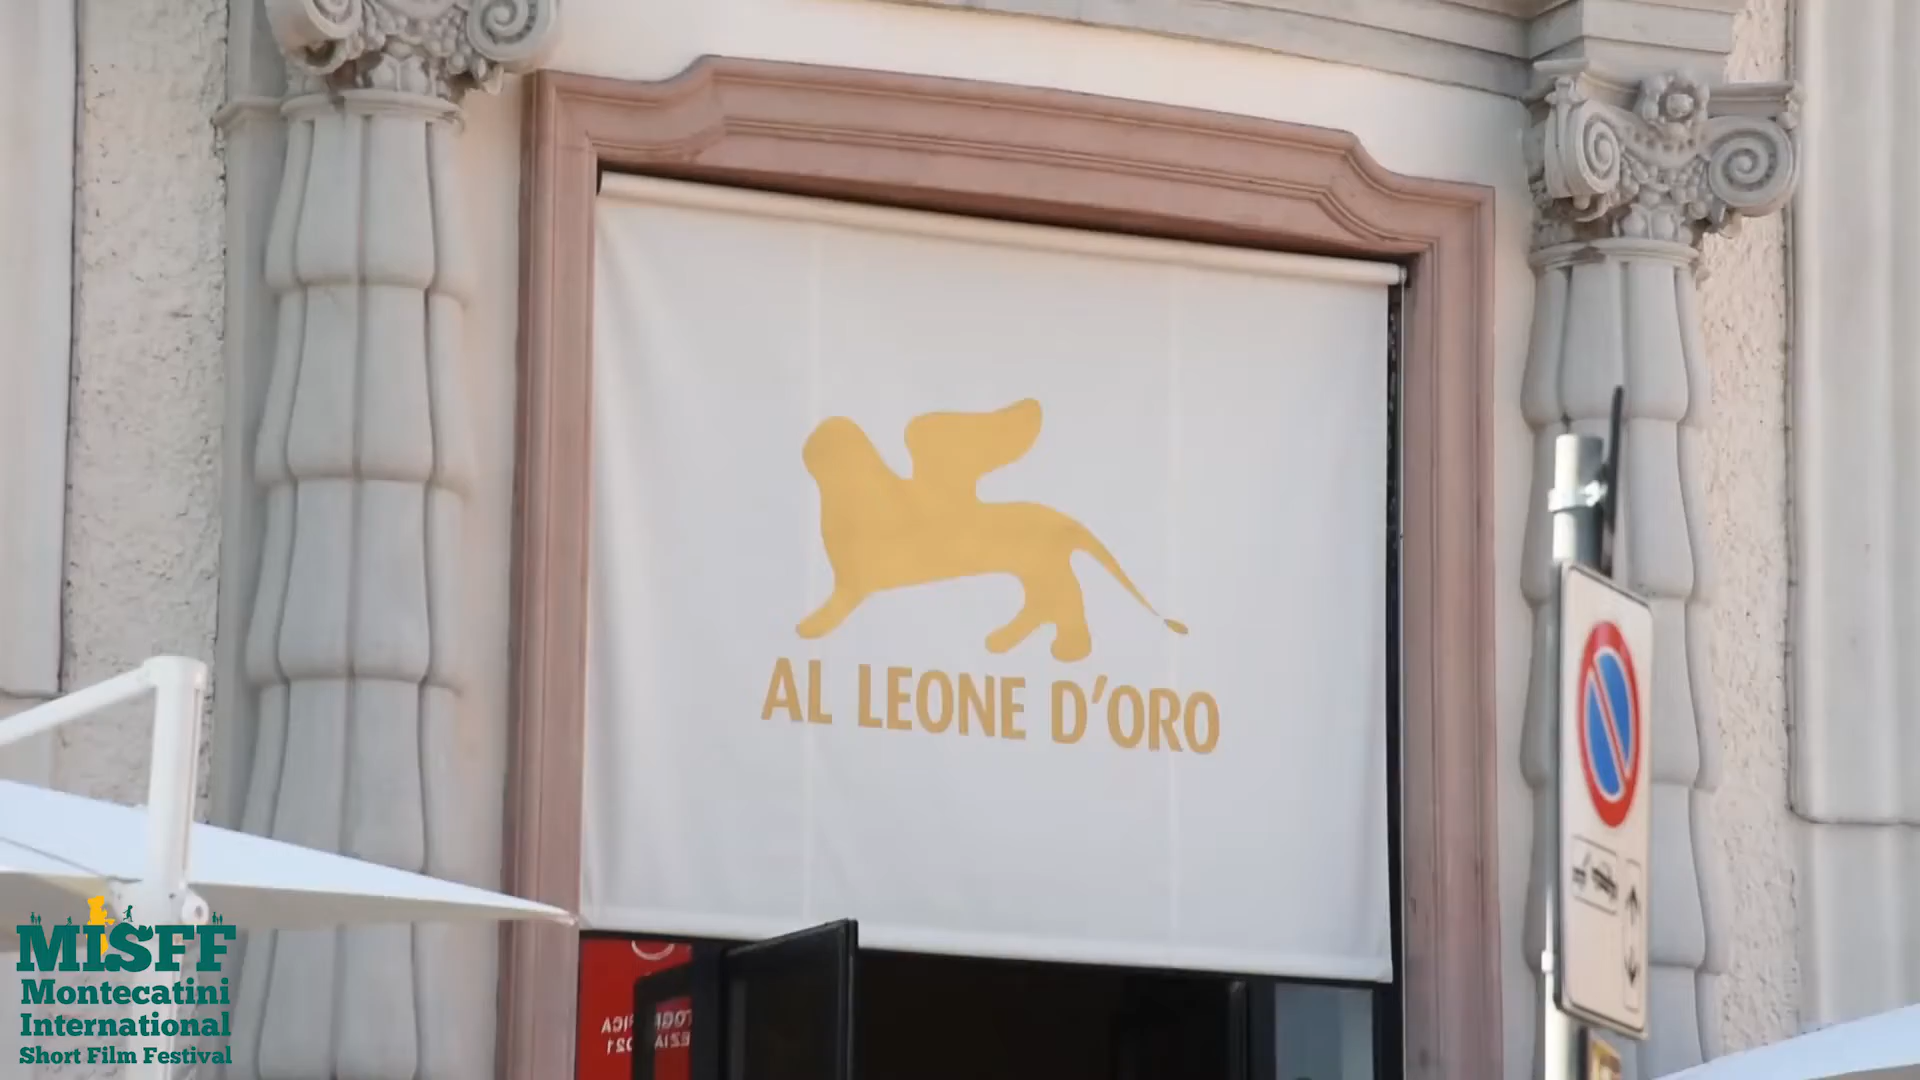 AL LEONE D'ORO
MISFF
Montecatini
International
Short Film Festival